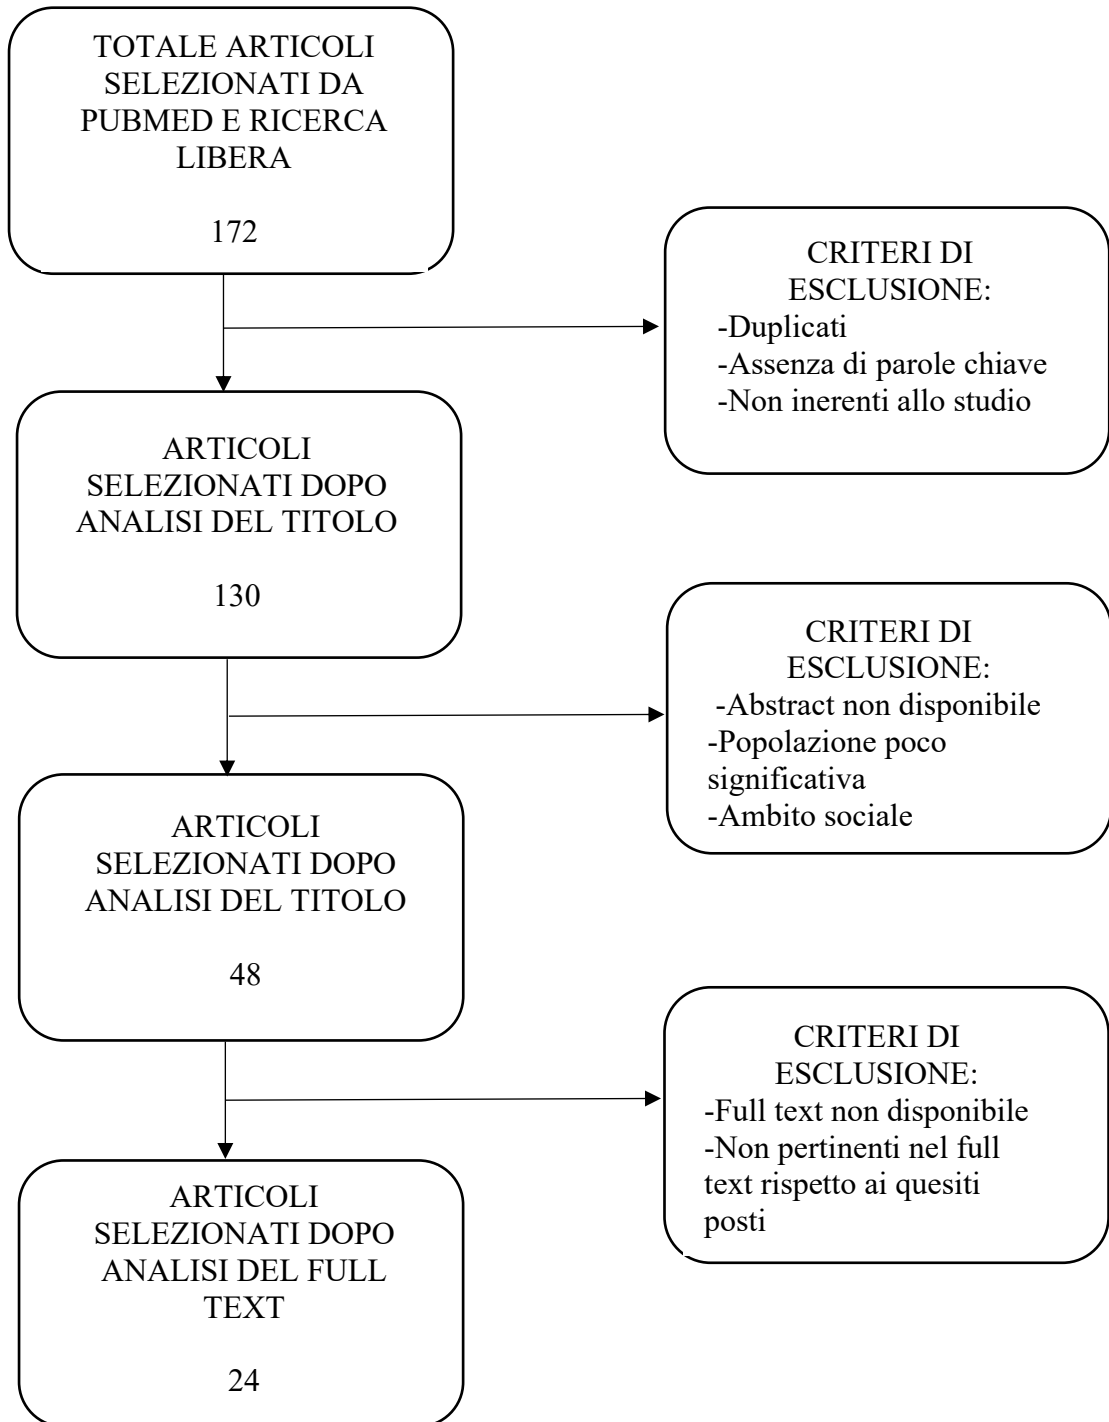 TOTALE ARTICOLI
SELEZIONATI DA
PUBMED E RICERCA
LIBERA
172
CRITERI DI
ESCLUSIONE:
-Duplicati
-Assenza di parole chiave
-Non inerenti allo studio
ARTICOLI
SELEZIONATI DOPO
ANALISI DEL TITOLO
130
CRITERI DI
ESCLUSIONE:
-Abstract non disponibile
-Popolazione poco
significativa
-Ambito sociale
ARTICOLI
SELEZIONATI DOPO
ANALISI DEL TITOLO
48
CRITERI DI
ESCLUSIONE:
-Full text non disponibile
-Non pertinenti nel full
text rispetto ai quesiti
posti
ARTICOLI
SELEZIONATI DOPO
ANALISI DEL FULL
TEXT
24